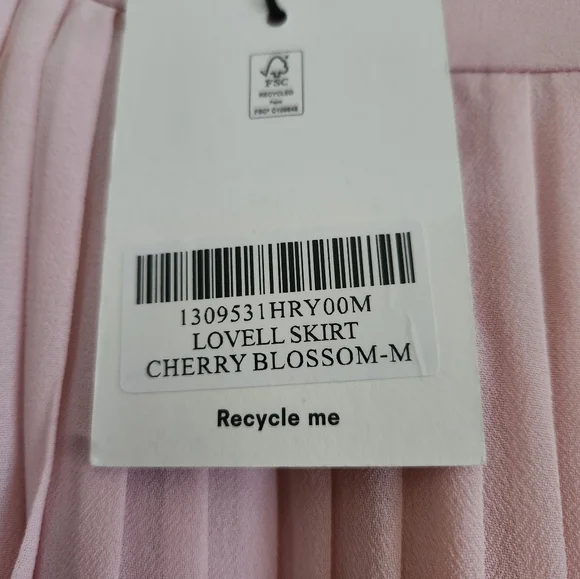 FSC
RECYCLED
1309531HRY00M
LOVELL SKIRT
CHERRY BLOSSOM-M
Recycle me